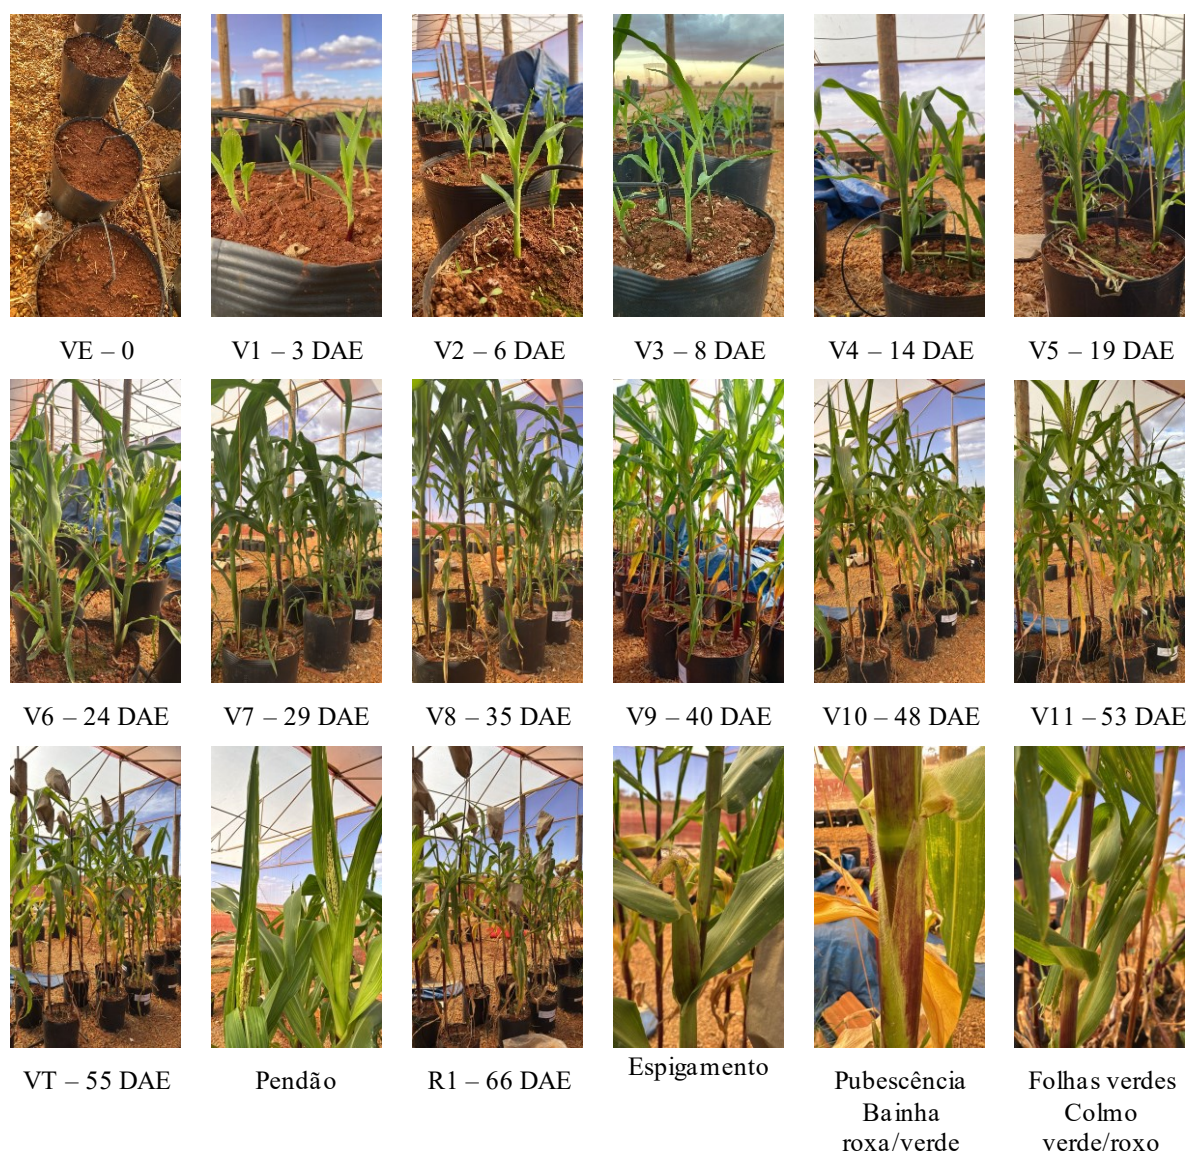 VE – 0
V1 – 3 DAE
V2 – 6 DAE
V3 – 8 DAE
V4 – 14 DAE
V5 – 19 DAE
V6 – 24 DAE
V7 – 29 DAE
V8 – 35 DAE
V9 – 40 DAE
V10 – 48 DAE
V11 – 53 DAE
VT – 55 DAE
Pendão
R1 – 66 DAE
Espigamento
Pubescência
Bainha
roxa/verde
Folhas verdes
Colmo
verde/roxo